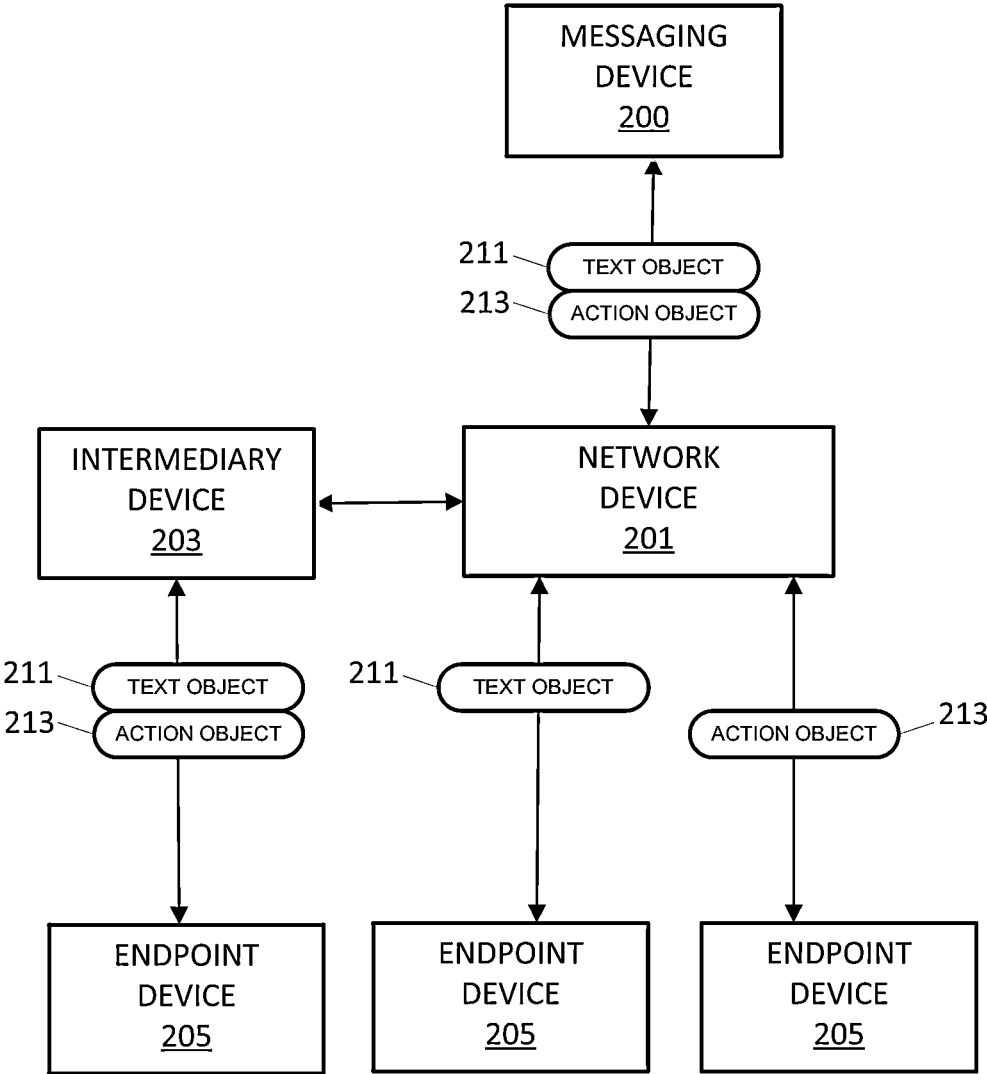 MESSAGING
DEVICE
200
211
TEXT OBJECT
213
ACTION OBJECT
INTERMEDIARY
DEVICE
203
NETWORK
DEVICE
201
211
TEXT OBJECT
213
ACTION OBJECT
211
TEXT OBJECT
ACTION OBJECT
213
ENDPOINT
DEVICE
205
ENDPOINT
DEVICE
205
ENDPOINT
DEVICE
205